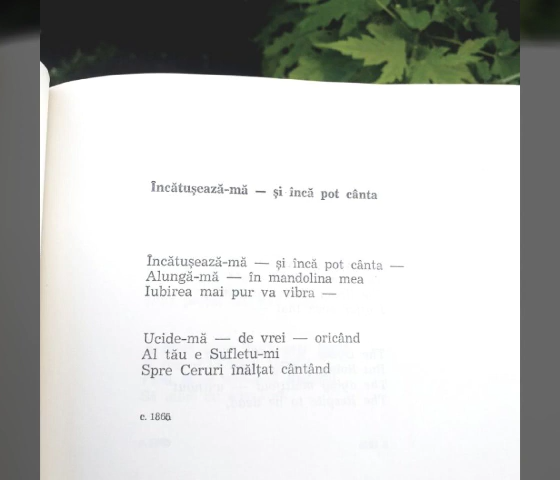 Încătușează-mă — și încă pot cânta
Încătușează-mă — și încă pot cânta —
Alungă-mă — în mandolina mea
Iubirea mai pur va vibra —
Ucide-mă — de vrei — oricând
Al tău e Sufletu-mi
Spre Ceruri înălțat cântând
c. 1866